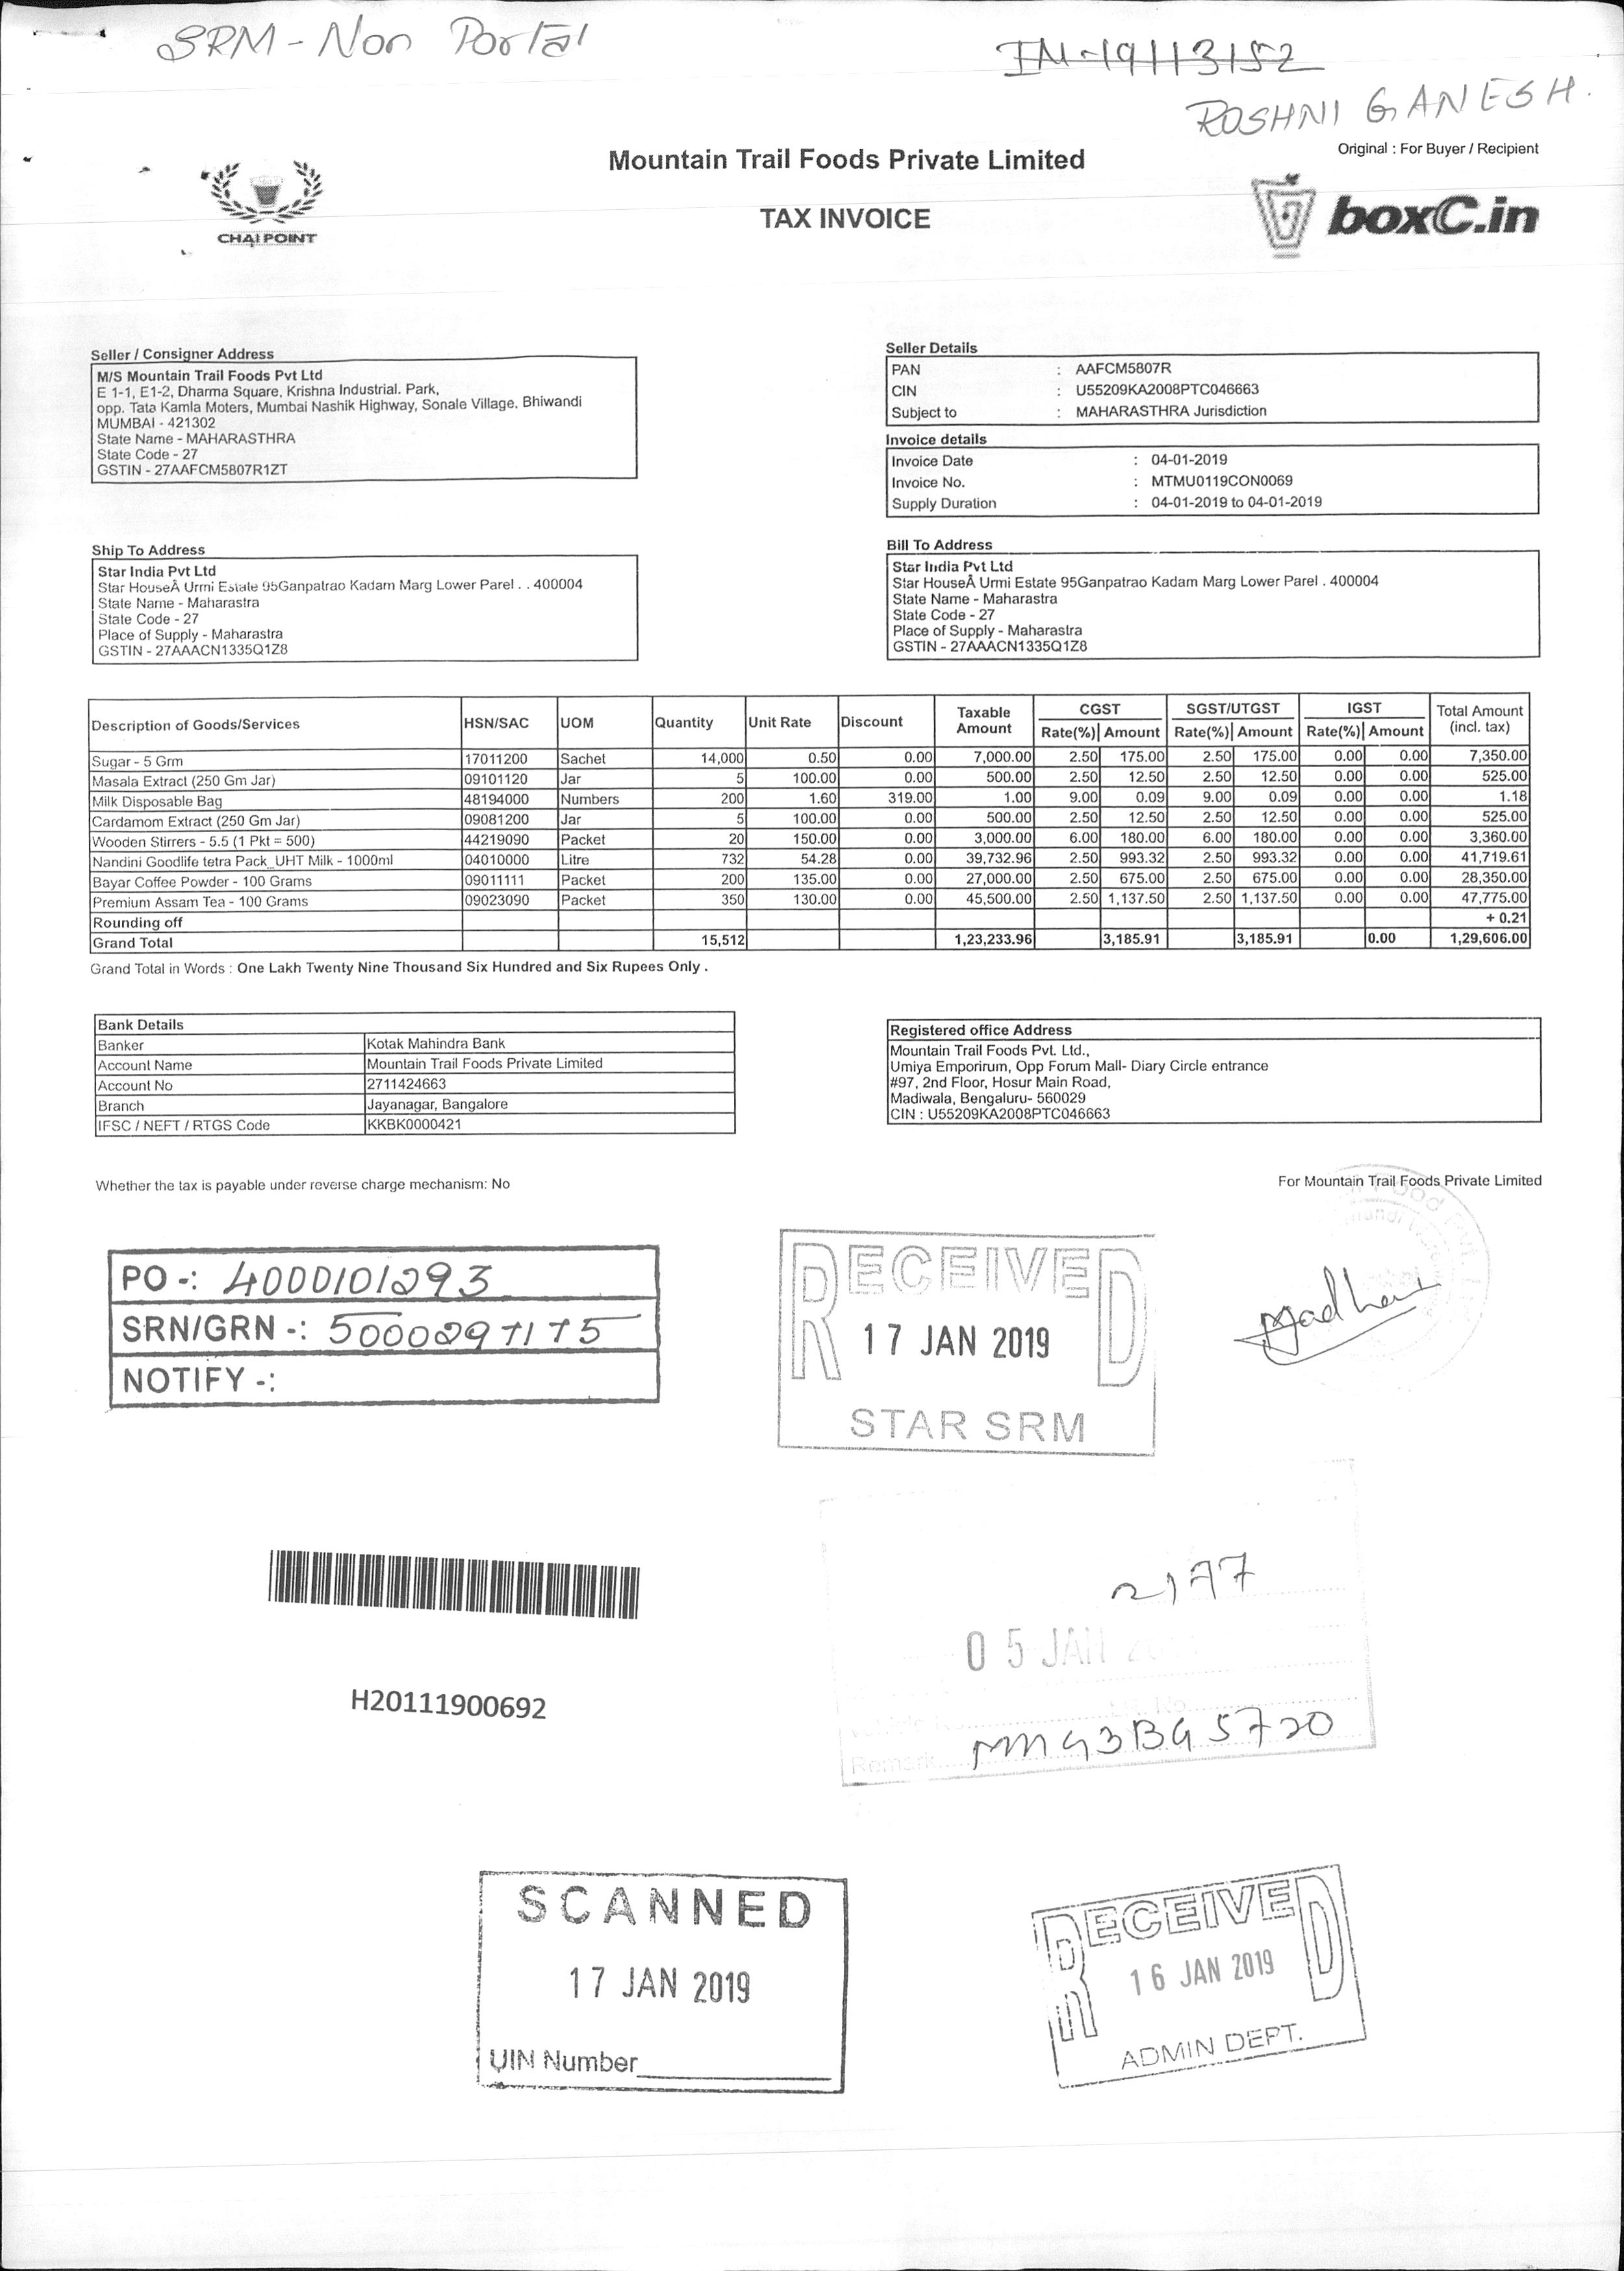 SRM - Non Portal
IN-19113152
ROSHNI GANESH.
Original : For Buyer / Recipient
Mountain Trail Foods Private Limited
TAX INVOICE
CHAI POINT
boxC.in
Seller / Consigner Address
M/S Mountain Trail Foods Pvt Ltd
E 1-1, E1-2, Dharma Square, Krishna Industrial. Park,
opp. Tata Kamla Moters, Mumbai Nashik Highway, Sonale Village. Bhiwandi
MUMBAI - 421302
State Name - MAHARASTHRA
State Code - 27
GSTIN - 27AAFCM5807R1ZT
Seller Details
PAN : AAFCM5807R
CIN : U55209KA2008PTC046663
Subject to : MAHARASTHRA Jurisdiction
Invoice details
Invoice Date : 04-01-2019
Invoice No. : MTMU0119CON0069
Supply Duration : 04-01-2019 to 04-01-2019
Ship To Address
Star India Pvt Ltd
Star HouseÂ Urmi Estate 95Ganpatrao Kadam Marg Lower Parel . . 400004
State Name - Maharastra
State Code - 27
Place of Supply - Maharastra
GSTIN - 27AAACN1335Q1Z8
Bill To Address
Star India Pvt Ltd
Star HouseÂ Urmi Estate 95Ganpatrao Kadam Marg Lower Parel . 400004
State Name - Maharastra
State Code - 27
Place of Supply - Maharastra
GSTIN - 27AAACN1335Q1Z8
Description of Goods/Services HSN/SAC UOM Quantity Unit Rate Discount Taxable Amount CGST SGST/UTGST IGST Total Amount (incl. tax)
Rate(%) Amount Rate(%) Amount Rate(%) Amount
Sugar - 5 Grm 17011200 Sachet 14,000 0.50 0.00 7,000.00 2.50 175.00 2.50 175.00 0.00 0.00 7,350.00
Masala Extract (250 Gm Jar) 09101120 Jar 5 100.00 0.00 500.00 2.50 12.50 2.50 12.50 0.00 0.00 525.00
Milk Disposable Bag 48194000 Numbers 200 1.60 319.00 1.00 9.00 0.09 9.00 0.09 0.00 0.00 1.18
Cardamom Extract (250 Gm Jar) 09081200 Jar 5 100.00 0.00 500.00 2.50 12.50 2.50 12.50 0.00 0.00 525.00
Wooden Stirrers - 5.5 (1 Pkt = 500) 44219090 Packet 20 150.00 0.00 3,000.00 6.00 180.00 6.00 180.00 0.00 0.00 3,360.00
Nandini Goodlife tetra Pack_UHT Milk - 1000ml 04010000 Litre 732 54.28 0.00 39,732.96 2.50 993.32 2.50 993.32 0.00 0.00 41,719.61
Bayar Coffee Powder - 100 Grams 09011111 Packet 200 135.00 0.00 27,000.00 2.50 675.00 2.50 675.00 0.00 0.00 28,350.00
Premium Assam Tea - 100 Grams 09023090 Packet 350 130.00 0.00 45,500.00 2.50 1,137.50 2.50 1,137.50 0.00 0.00 47,775.00
Rounding off + 0.21
Grand Total 15,512 1,23,233.96 3,185.91 3,185.91 0.00 1,29,606.00
Grand Total in Words : One Lakh Twenty Nine Thousand Six Hundred and Six Rupees Only .
Bank Details
Banker Kotak Mahindra Bank
Account Name Mountain Trail Foods Private Limited
Account No 2711424663
Branch Jayanagar, Bangalore
IFSC / NEFT / RTGS Code KKBK0000421
Registered office Address
Mountain Trail Foods Pvt. Ltd.,
Umiya Emporirum, Opp Forum Mall- Diary Circle entrance
#97, 2nd Floor, Hosur Main Road,
Madiwala, Bengaluru- 560029
CIN : U55209KA2008PTC046663
Whether the tax is payable under reverse charge mechanism: No
For Mountain Trail Foods Private Limited
PO -: 4000101293
SRN/GRN -: 5000297175
NOTIFY -:
RECEIVED
17 JAN 2019
STAR SRM
2177
05 JAN
Remark
H20111900692
SCANNED
17 JAN 2019
UIN Number
RECEIVED
16 JAN 2019
ADMIN DEPT.